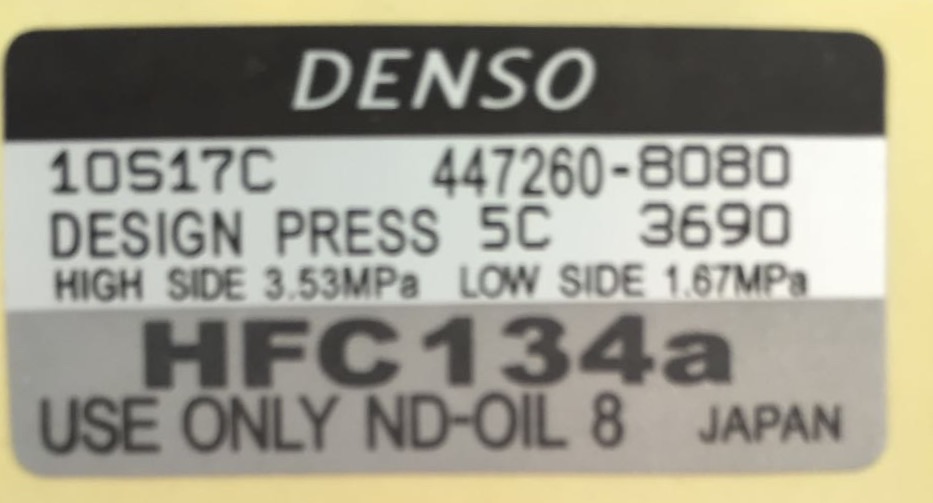 DENSO
10S17C 447260-8080
DESIGN PRESS 5C 3690
HIGH SIDE 3.53MPa LOW SIDE 1.67MPa
HFC134a
USE ONLY ND-OIL 8 JAPAN